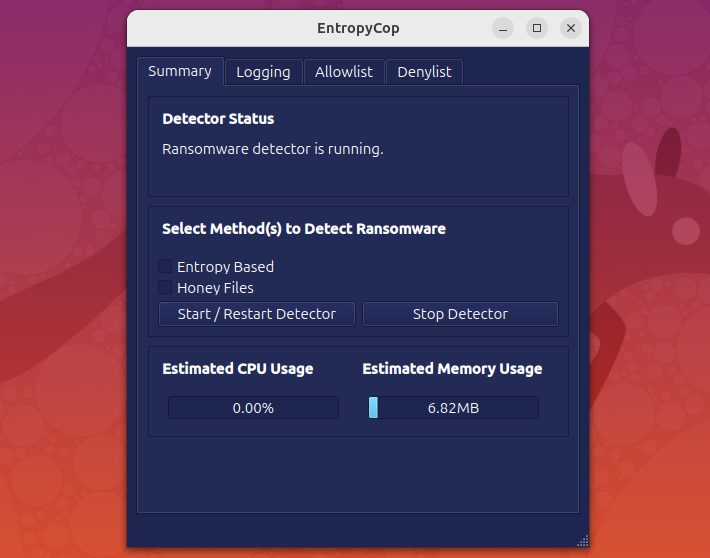 EntropyCop
Summary Logging Allowlist Denylist
Detector Status
Ransomware detector is running.
Select Method(s) to Detect Ransomware
Entropy Based
Honey Files
Start / Restart Detector Stop Detector
Estimated CPU Usage Estimated Memory Usage
0.00% 6.82MB